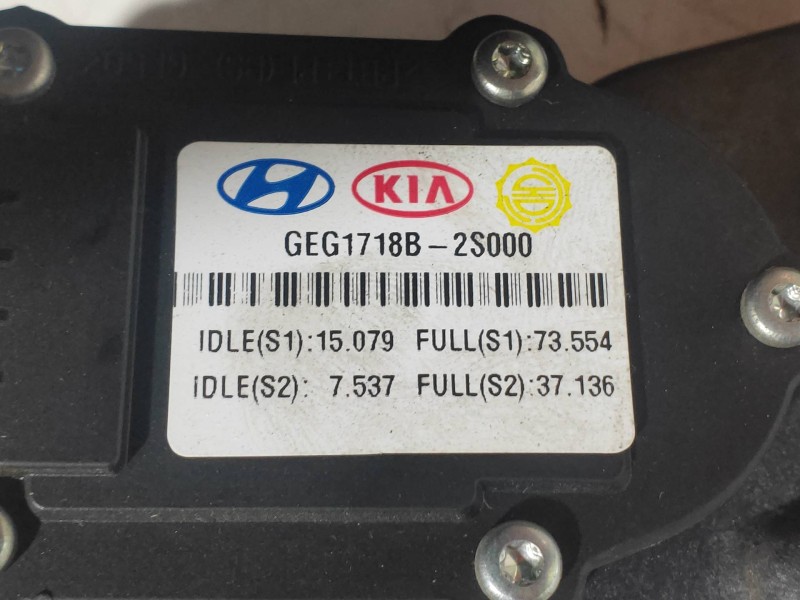 KIA
GEG1718B-2S000
IDLE(S1):15.079 FULL(S1):73.554
IDLE(S2): 7.537 FULL(S2):37.136